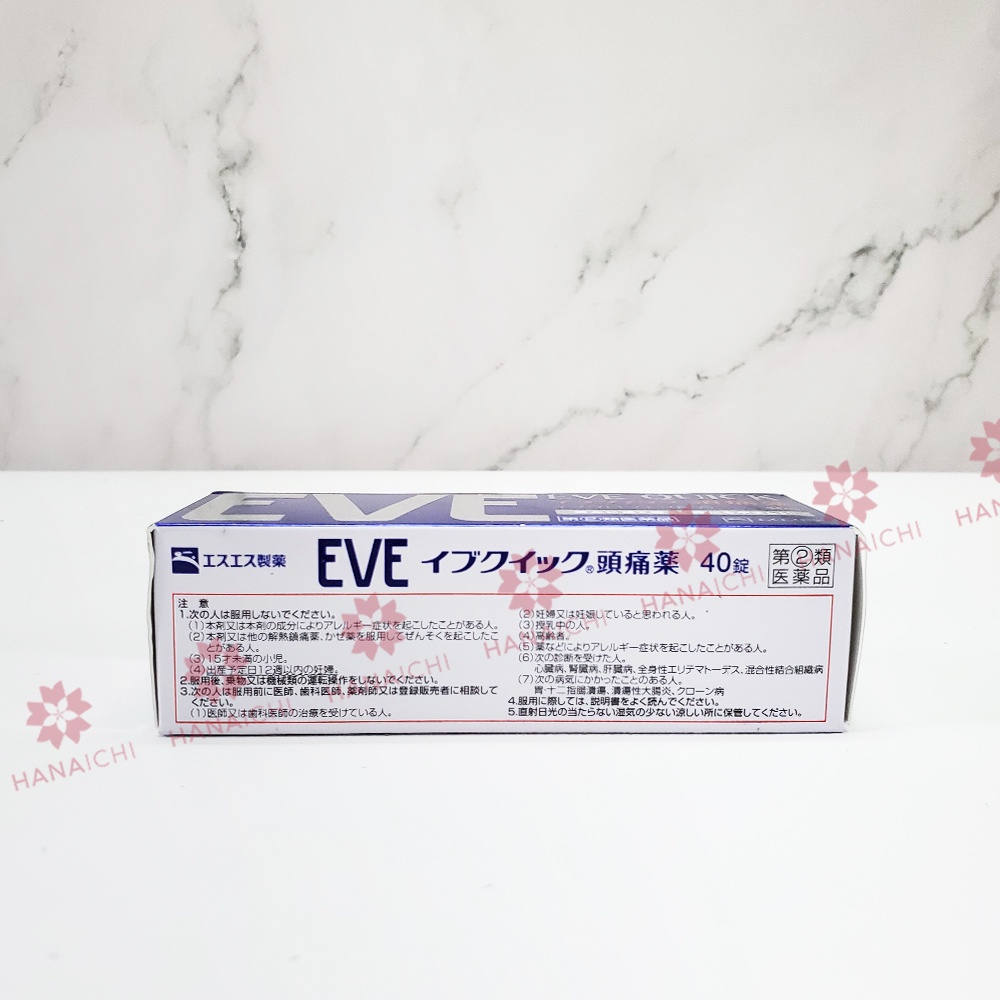 EVE
EVE QUICK
エスエス製薬
EVE イブクイック®頭痛薬 40錠
第②類
医薬品
注 意
1.次の人は服用しないでください。
(1)本剤又は本剤の成分によりアレルギー症状を起こしたことがある人。
(2)本剤又は他の解熱鎮痛薬、かぜ薬を服用してぜんそくを起こしたこ
とがある人。
(3)15才未満の小児。
(4)出産予定日12週以内の妊婦。
2.服用後、乗物又は機械類の運転操作をしないでください。
3.次の人は服用前に医師、歯科医師、薬剤師又は登録販売者に相談して
ください。
(1)医師又は歯科医師の治療を受けている人。
(2)妊婦又は妊娠していると思われる人。
(3)授乳中の人。
(4)高齢者。
(5)薬などによりアレルギー症状を起こしたことがある人。
(6)次の診断を受けた人。
心臓病、腎臓病、肝臓病、全身性エリテマトーデス、混合性結合組織病
(7)次の病気にかかったことのある人。
胃・十二指腸潰瘍、潰瘍性大腸炎、クローン病
4.服用に際しては、説明書をよく読んでください。
5.直射日光の当たらない湿気の少ない涼しい所に保管してください。
HANAICHI
HANAICHI
HANAICHI
HANAICHI
HANAICHI
HANAICHI
HANAICHI